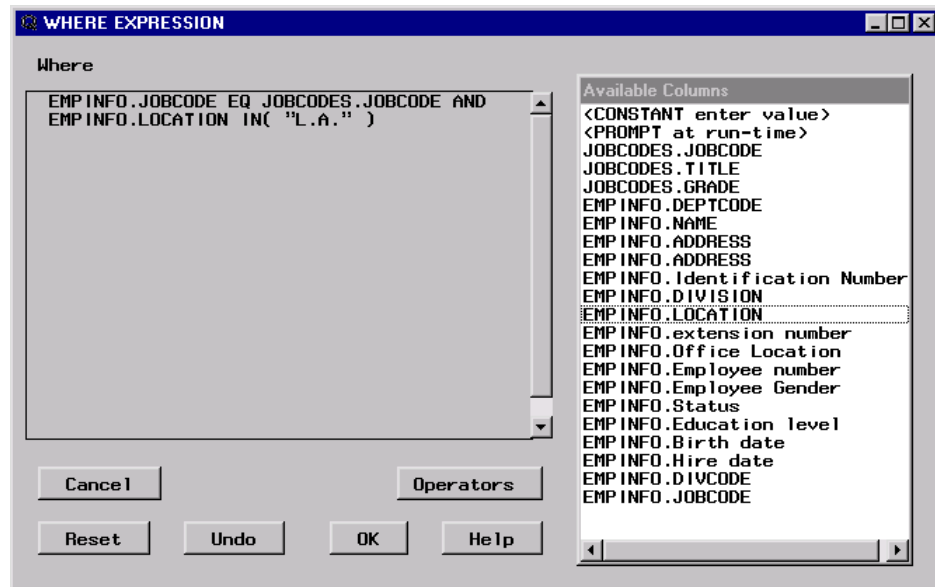 WHERE EXPRESSION
Where
EMPINFO.JOBCODE EQ JOBCODES.JOBCODE AND
EMPINFO.LOCATION IN( "L.A." )
Available Columns
<CONSTANT enter value>
<PROMPT at run-time>
JOBCODES.JOBCODE
JOBCODES.TITLE
JOBCODES.GRADE
EMPINFO.DEPTCODE
EMPINFO.NAME
EMPINFO.ADDRESS
EMPINFO.ADDRESS
EMPINFO.Identification Number
EMPINFO.DIVISION
EMPINFO.LOCATION
EMPINFO.extension number
EMPINFO.Office Location
EMPINFO.Employee number
EMPINFO.Employee Gender
EMPINFO.Status
EMPINFO.Education level
EMPINFO.Birth date
EMPINFO.Hire date
EMPINFO.DIVCODE
EMPINFO.JOBCODE
Cancel
Operators
Reset
Undo
OK
Help